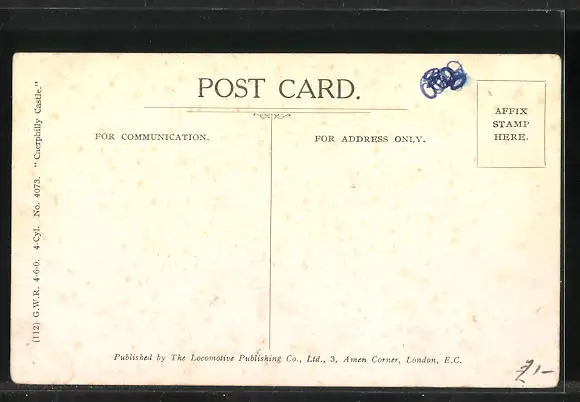 POST CARD.
FOR COMMUNICATION.
FOR ADDRESS ONLY.
AFFIX
STAMP
HERE.
(112) G.W.R. 4-6-0. 4-Cyl. No. 4073. "Caerphilly Castle."
Published by The Locomotive Publishing Co., Ltd., 3, Amen Corner, London, E.C.